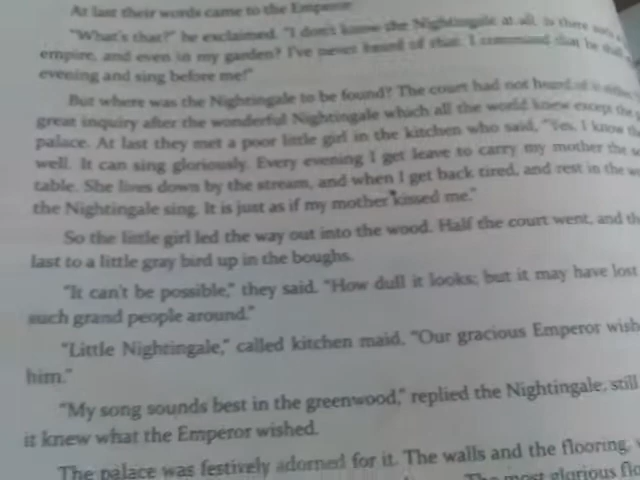 At last their words came to the Emperor.
"What's that?" he exclaimed. "I don't know the Nightingale at all. Is there such a
empire, and even in my garden? I've never heard of that. I command that he shall
evening and sing before me!"
But where was the Nightingale to be found? The court had not heard of it either.
great inquiry after the wonderful Nightingale which all the world knew except the
palace. At last they met a poor little girl in the kitchen who said, "Yes, I know
well. It can sing gloriously. Every evening I get leave to carry my mother the
table. She lives down by the stream, and when I get back tired, and rest in the
the Nightingale sing. It is just as if my mother kissed me."
So the little girl led the way out into the wood. Half the court went, and
last to a little gray bird up in the boughs.
"It can't be possible," they said. "How dull it looks; but it may have lost
such grand people around."
"Little Nightingale," called kitchen maid, "Our gracious Emperor
him."
"My song sounds best in the greenwood," replied the Nightingale, still
it knew what the Emperor wished.
The palace was festively adorned for it. The walls and the flooring,
The most glorious